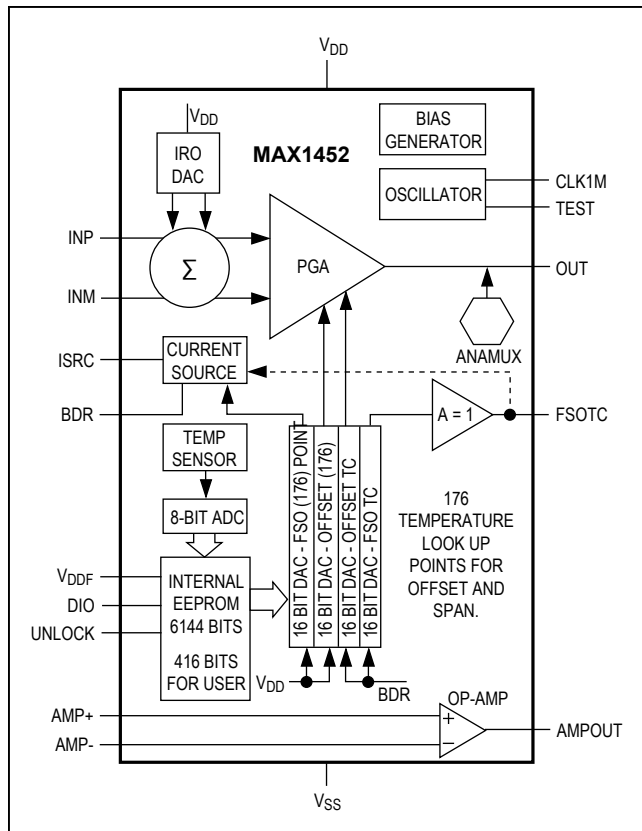 VDD
VDD
IRO
DAC
MAX1452
BIAS
GENERATOR
OSCILLATOR
CLK1M
TEST
INP
INM
Σ
PGA
OUT
ANAMUX
ISRC
BDR
CURRENT
SOURCE
A = 1
FSOTC
TEMP
SENSOR
8-BIT ADC
VDDF
DIO
UNLOCK
INTERNAL
EEPROM
6144 BITS
416 BITS
FOR USER
16 BIT DAC - FSO (176) POINT
16 BIT DAC - OFFSET (176)
16 BIT DAC - OFFSET TC
16 BIT DAC - FSO TC
176
TEMPERATURE
LOOK UP
POINTS FOR
OFFSET AND
SPAN.
VDD
BDR
OP-AMP
AMP+
AMP-
+
−
AMPOUT
VSS